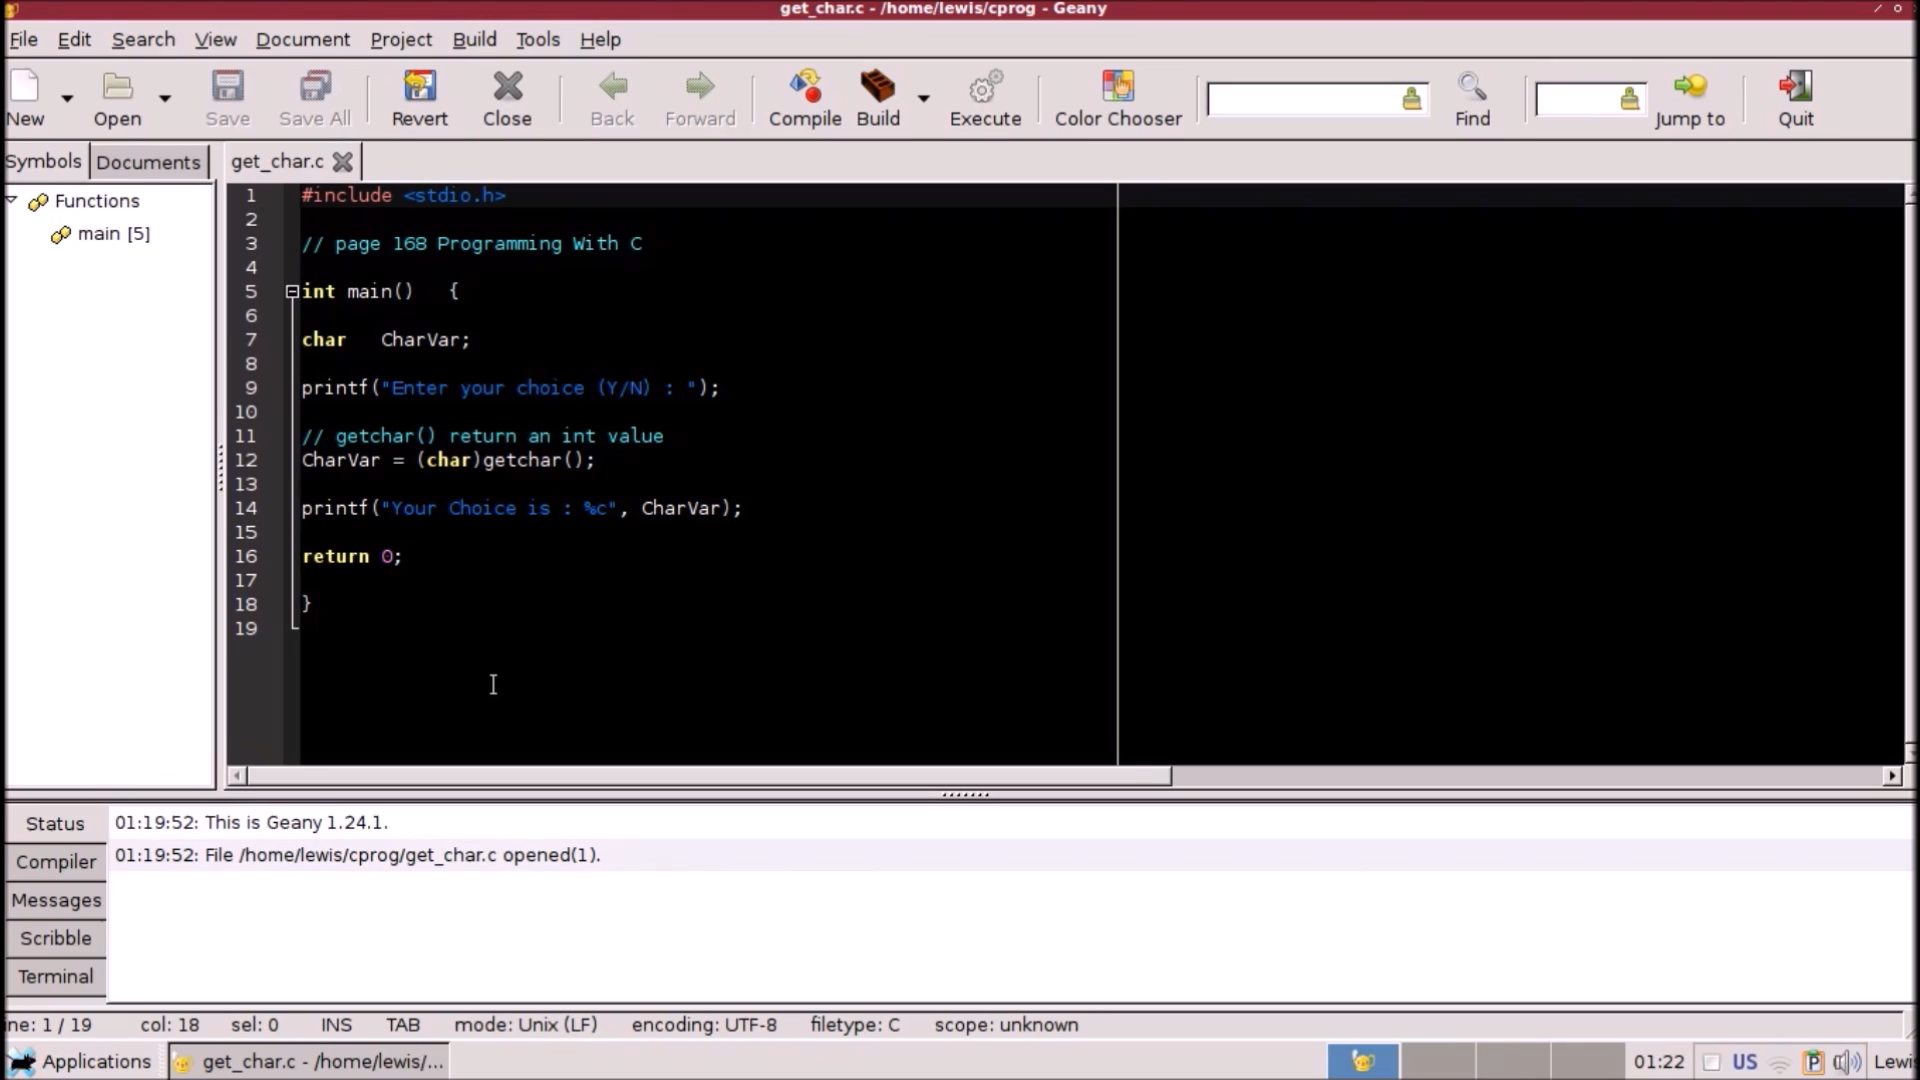 get_char.c - /home/lewis/cprog - Geany
File Edit Search View Document Project Build Tools Help
New Open Save Save All Revert Close Back Forward Compile Build Execute Color Chooser Find Jump to Quit
Symbols Documents get_char.c
Functions
main [5]
1 #include <stdio.h>
2
3 // page 168 Programming With C
4
5 int main() {
6
7 char CharVar;
8
9 printf("Enter your choice (Y/N) : ");
10
11 // getchar() return an int value
12 CharVar = (char)getchar();
13
14 printf("Your Choice is : %c", CharVar);
15
16 return 0;
17
18 }
19
Status
Compiler
Messages
Scribble
Terminal
01:19:52: This is Geany 1.24.1.
01:19:52: File /home/lewis/cprog/get_char.c opened(1).
ine: 1 / 19 col: 18 sel: 0 INS TAB mode: Unix (LF) encoding: UTF-8 filetype: C scope: unknown
Applications get_char.c - /home/lewis/... 01:22 US P Lewi